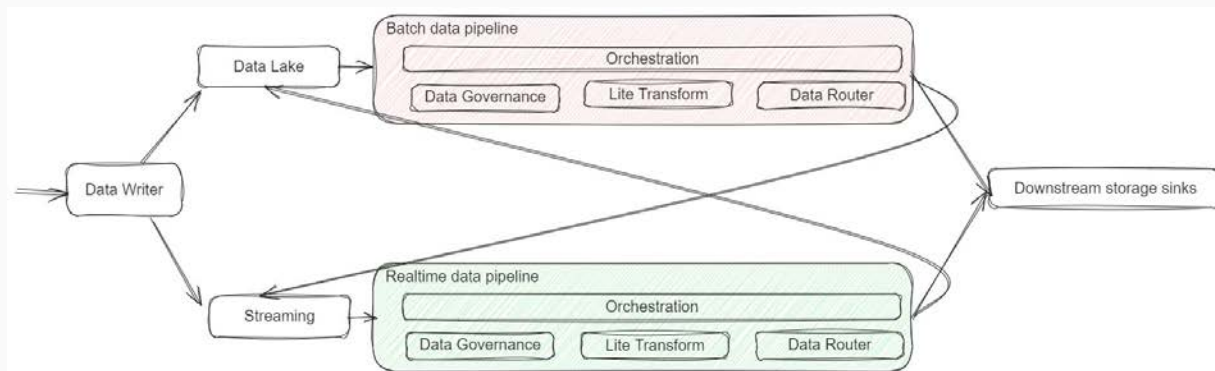 Batch data pipeline
Data Lake
Orchestration
Data Governance
Lite Transform
Data Router
Data Writer
Downstream storage sinks
Realtime data pipeline
Streaming
Orchestration
Data Governance
Lite Transform
Data Router